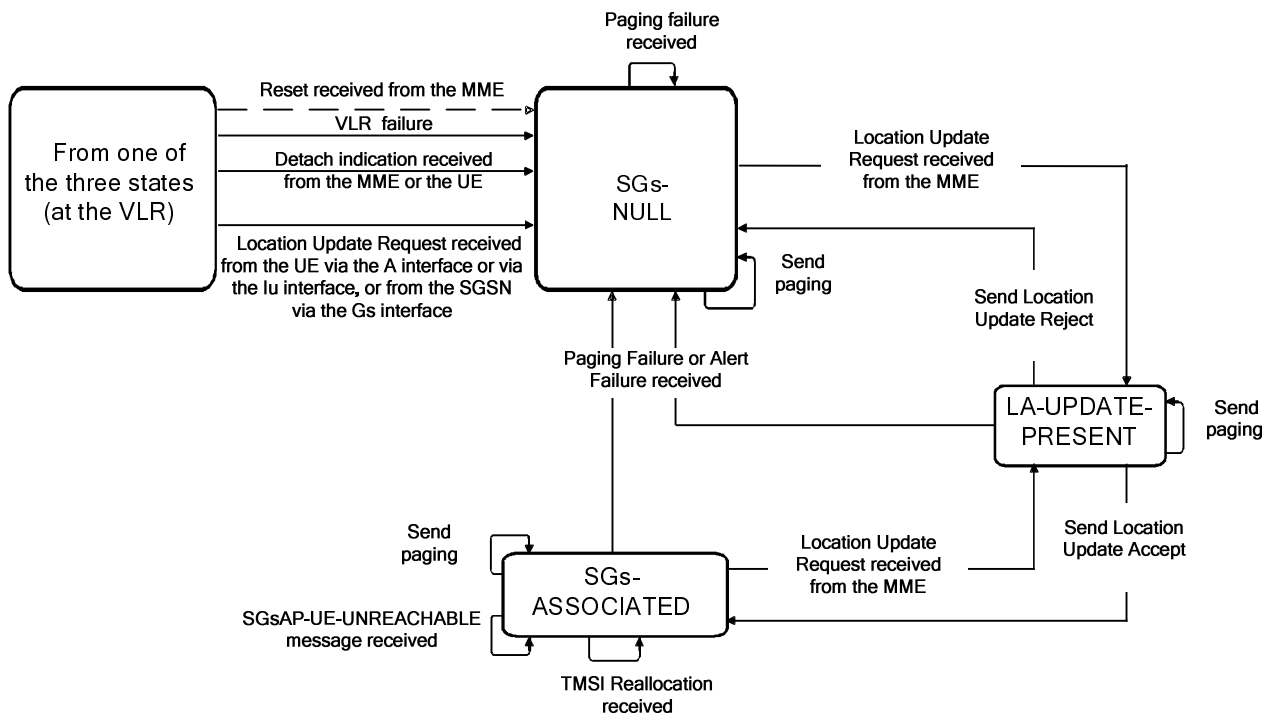 Paging failure
received
Reset received from the MME
VLR failure
Detach indication received
from the MME or the UE
From one of
the three states
(at the VLR)
Location Update Request received
from the UE via the A interface or via
the Iu interface, or from the SGSN
via the Gs interface
SGs-
NULL
Location Update
Request received
from the MME
Send
paging
Send Location
Update Reject
Paging Failure or Alert
Failure received
LA-UPDATE-
PRESENT
Send
paging
Send
paging
SGs-
ASSOCIATED
Location Update
Request received
from the MME
Send Location
Update Accept
SGsAP-UE-UNREACHABLE
message received
TMSI Reallocation
received